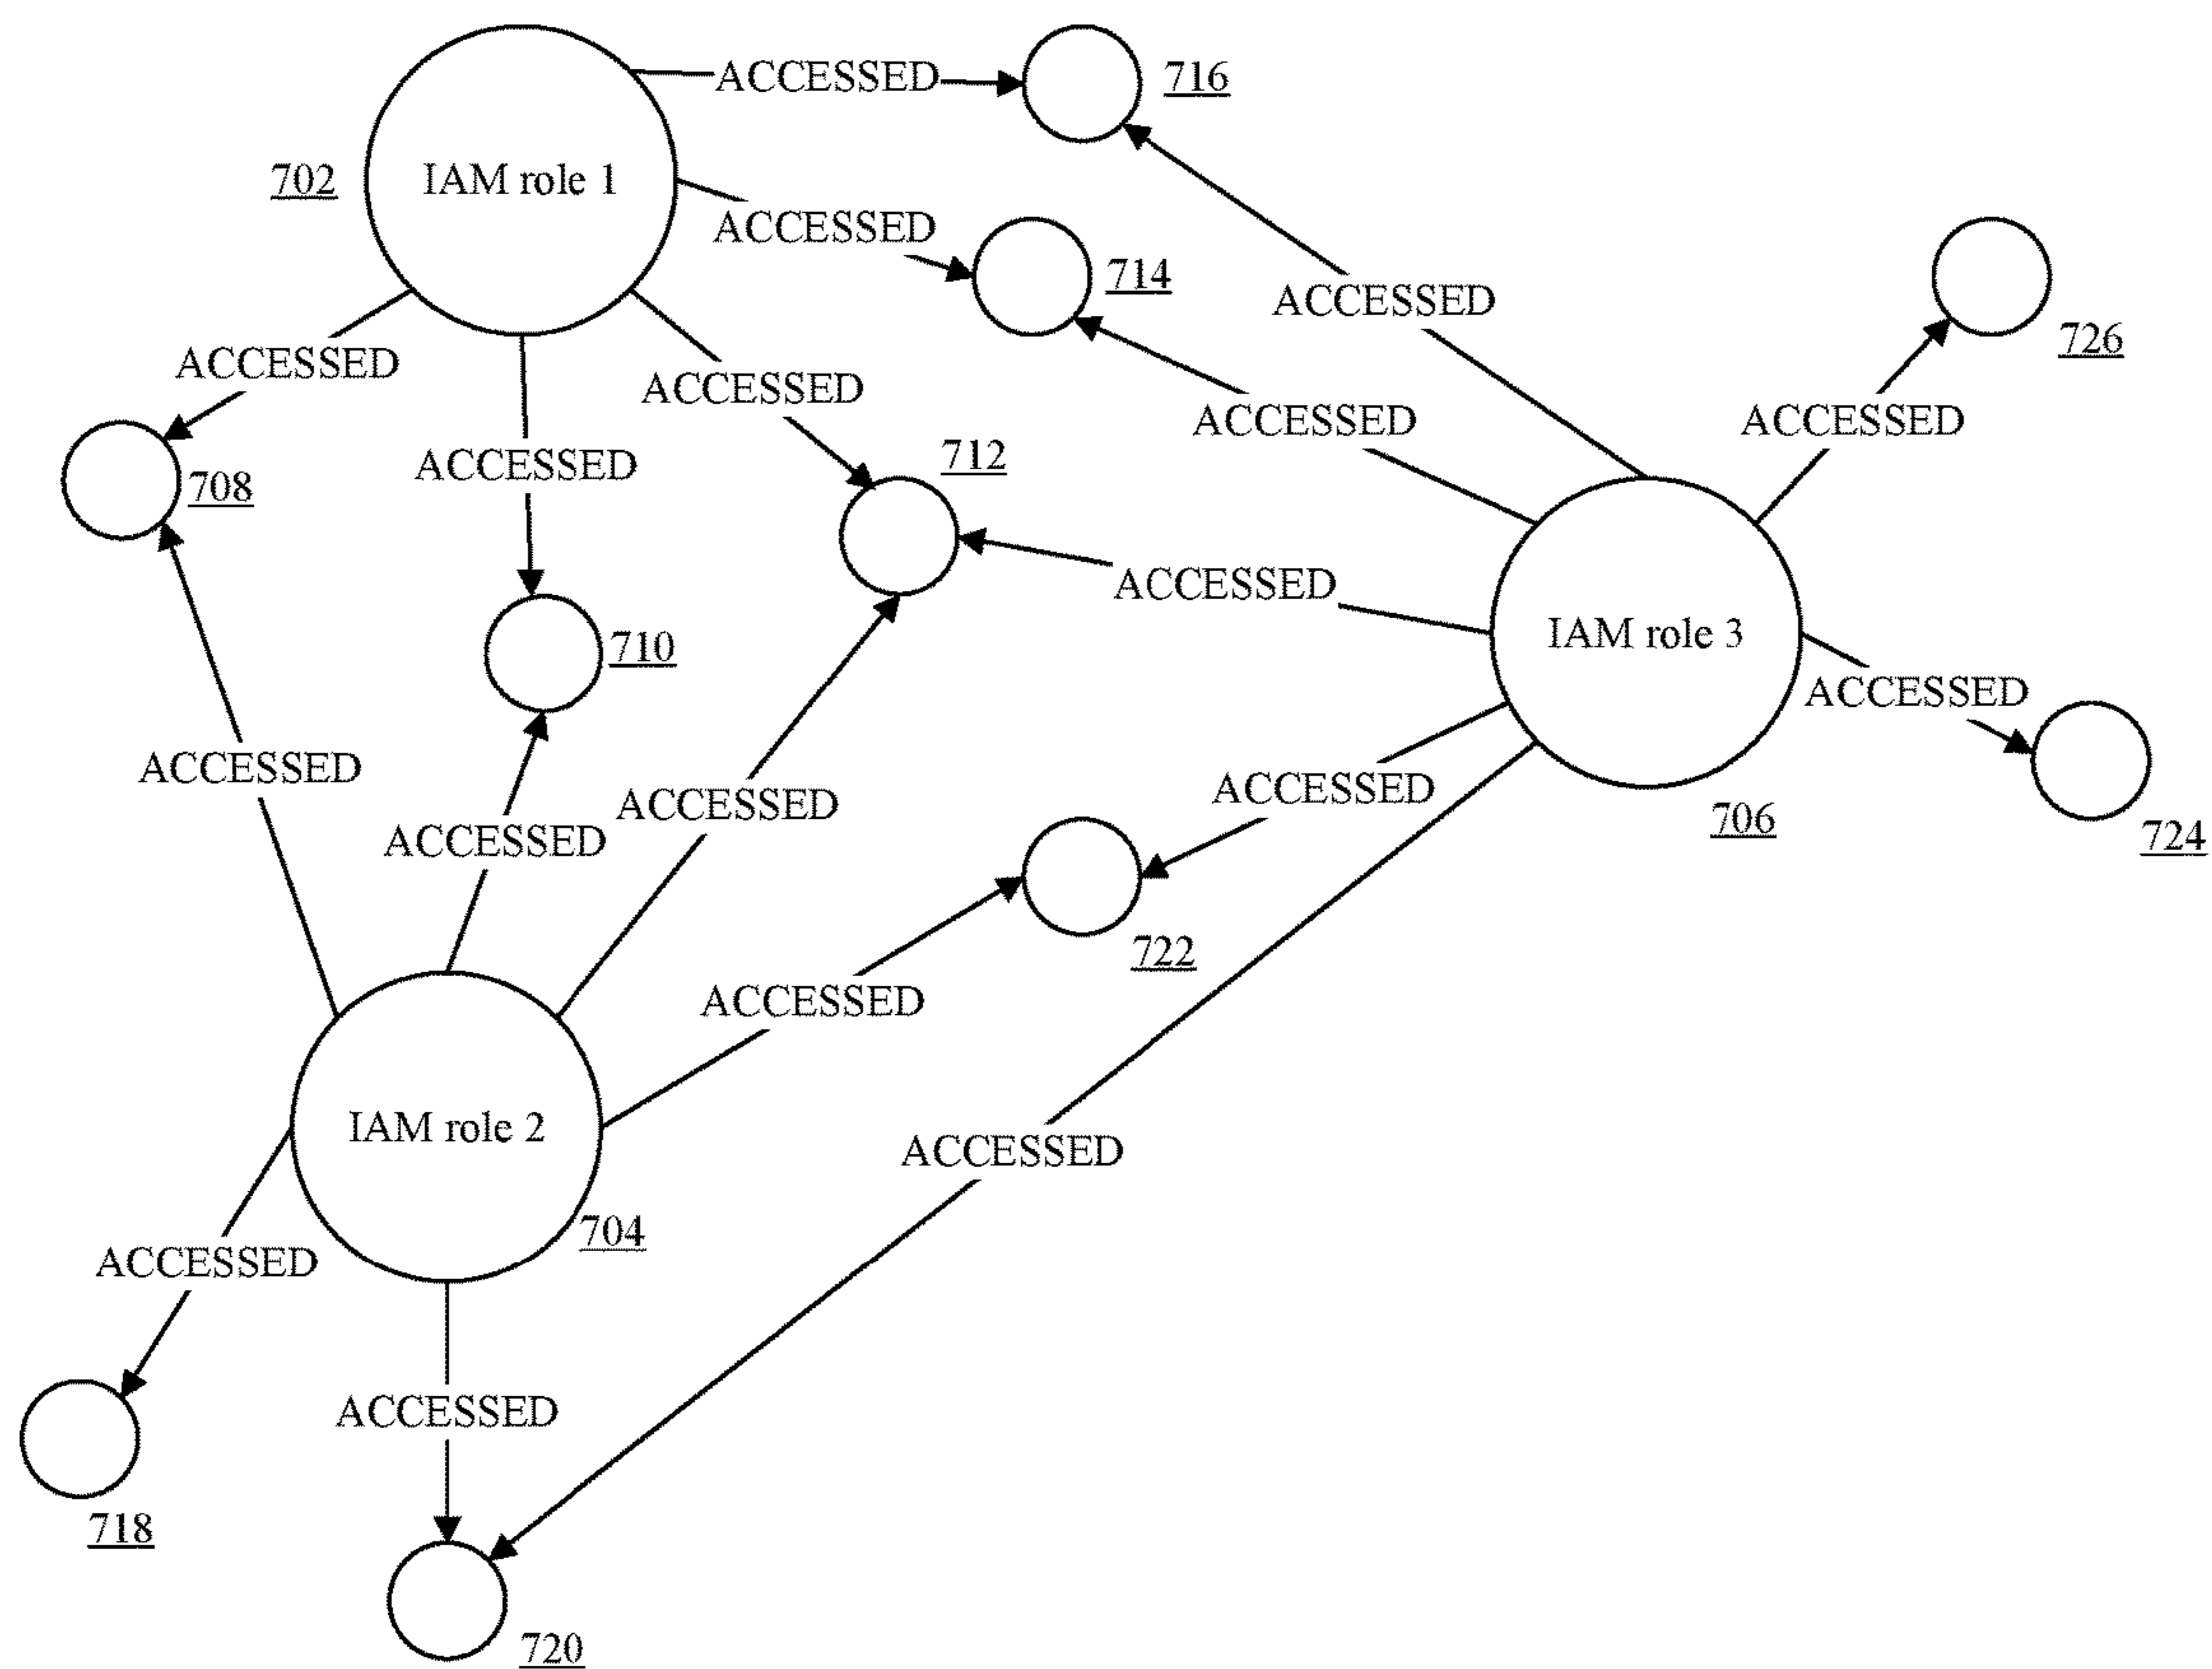 ACCESSED
716
702
IAM role 1
ACCESSED
714
ACCESSED
726
ACCESSED
ACCESSED
ACCESSED
ACCESSED
712
ACCESSED
708
ACCESSED
710
IAM role 3
ACCESSED
ACCESSED
ACCESSED
ACCESSED
706
724
ACCESSED
722
ACCESSED
IAM role 2
ACCESSED
704
ACCESSED
ACCESSED
718
720